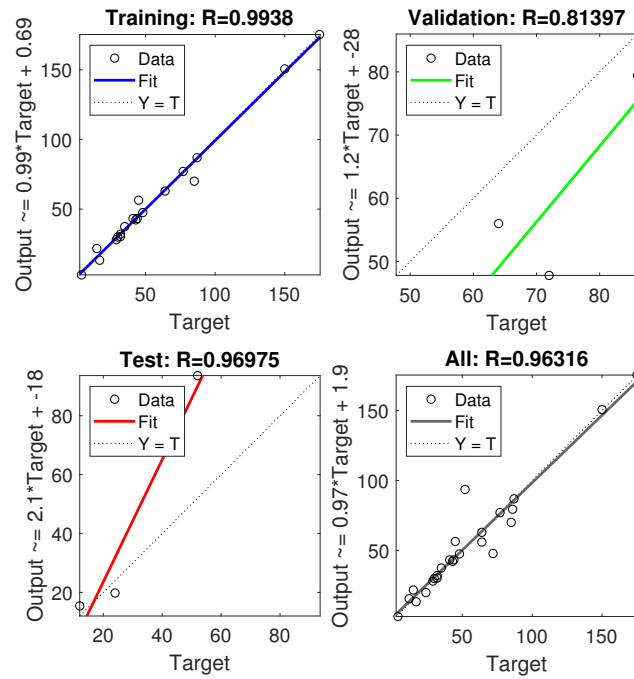 Training: R=0.9938
Output ~= 0.99*Target + 0.69
150
100
50
Data
Fit
Y = T
50 100 150
Target
Validation: R=0.81397
Output ~= 1.2*Target + -28
80
70
60
50
Data
Fit
Y = T
50 60 70 80
Target
Test: R=0.96975
Output ~= 2.1*Target + -18
80
60
40
20
Data
Fit
Y = T
20 40 60 80
Target
All: R=0.96316
Output ~= 0.97*Target + 1.9
150
100
50
Data
Fit
Y = T
50 100 150
Target